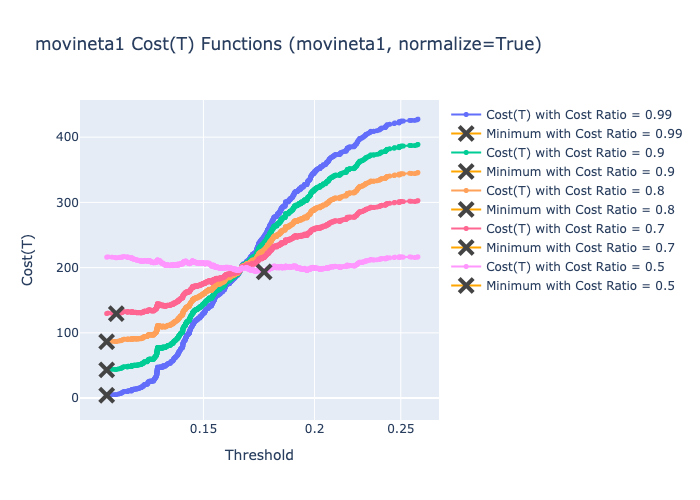 movineta1 Cost(T) Functions (movineta1, normalize=True)
Cost(T) with Cost Ratio = 0.99
Minimum with Cost Ratio = 0.99
Cost(T) with Cost Ratio = 0.9
Minimum with Cost Ratio = 0.9
Cost(T) with Cost Ratio = 0.8
Minimum with Cost Ratio = 0.8
Cost(T) with Cost Ratio = 0.7
Minimum with Cost Ratio = 0.7
Cost(T) with Cost Ratio = 0.5
Minimum with Cost Ratio = 0.5
Cost(T)
400
300
200
100
0
0.15
0.2
0.25
Threshold